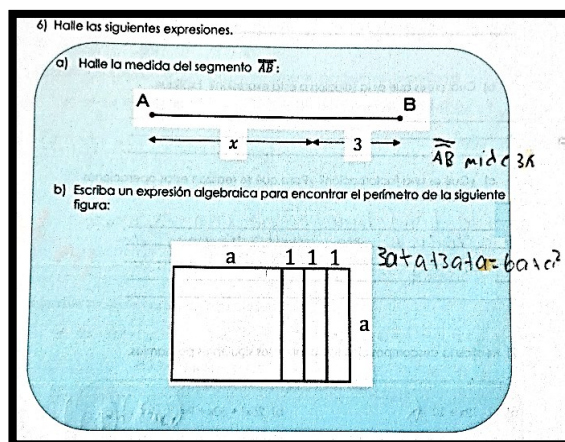 6) Halle las siguientes expresiones.
a) Halle la medida del segmento AB:
A B
x 3
AB mide 3x
b) Escriba un expresión algebraica para encontrar el perímetro de la siguiente
figura:
a 1 1 1
3a+a+3a+a=6a+a²
a